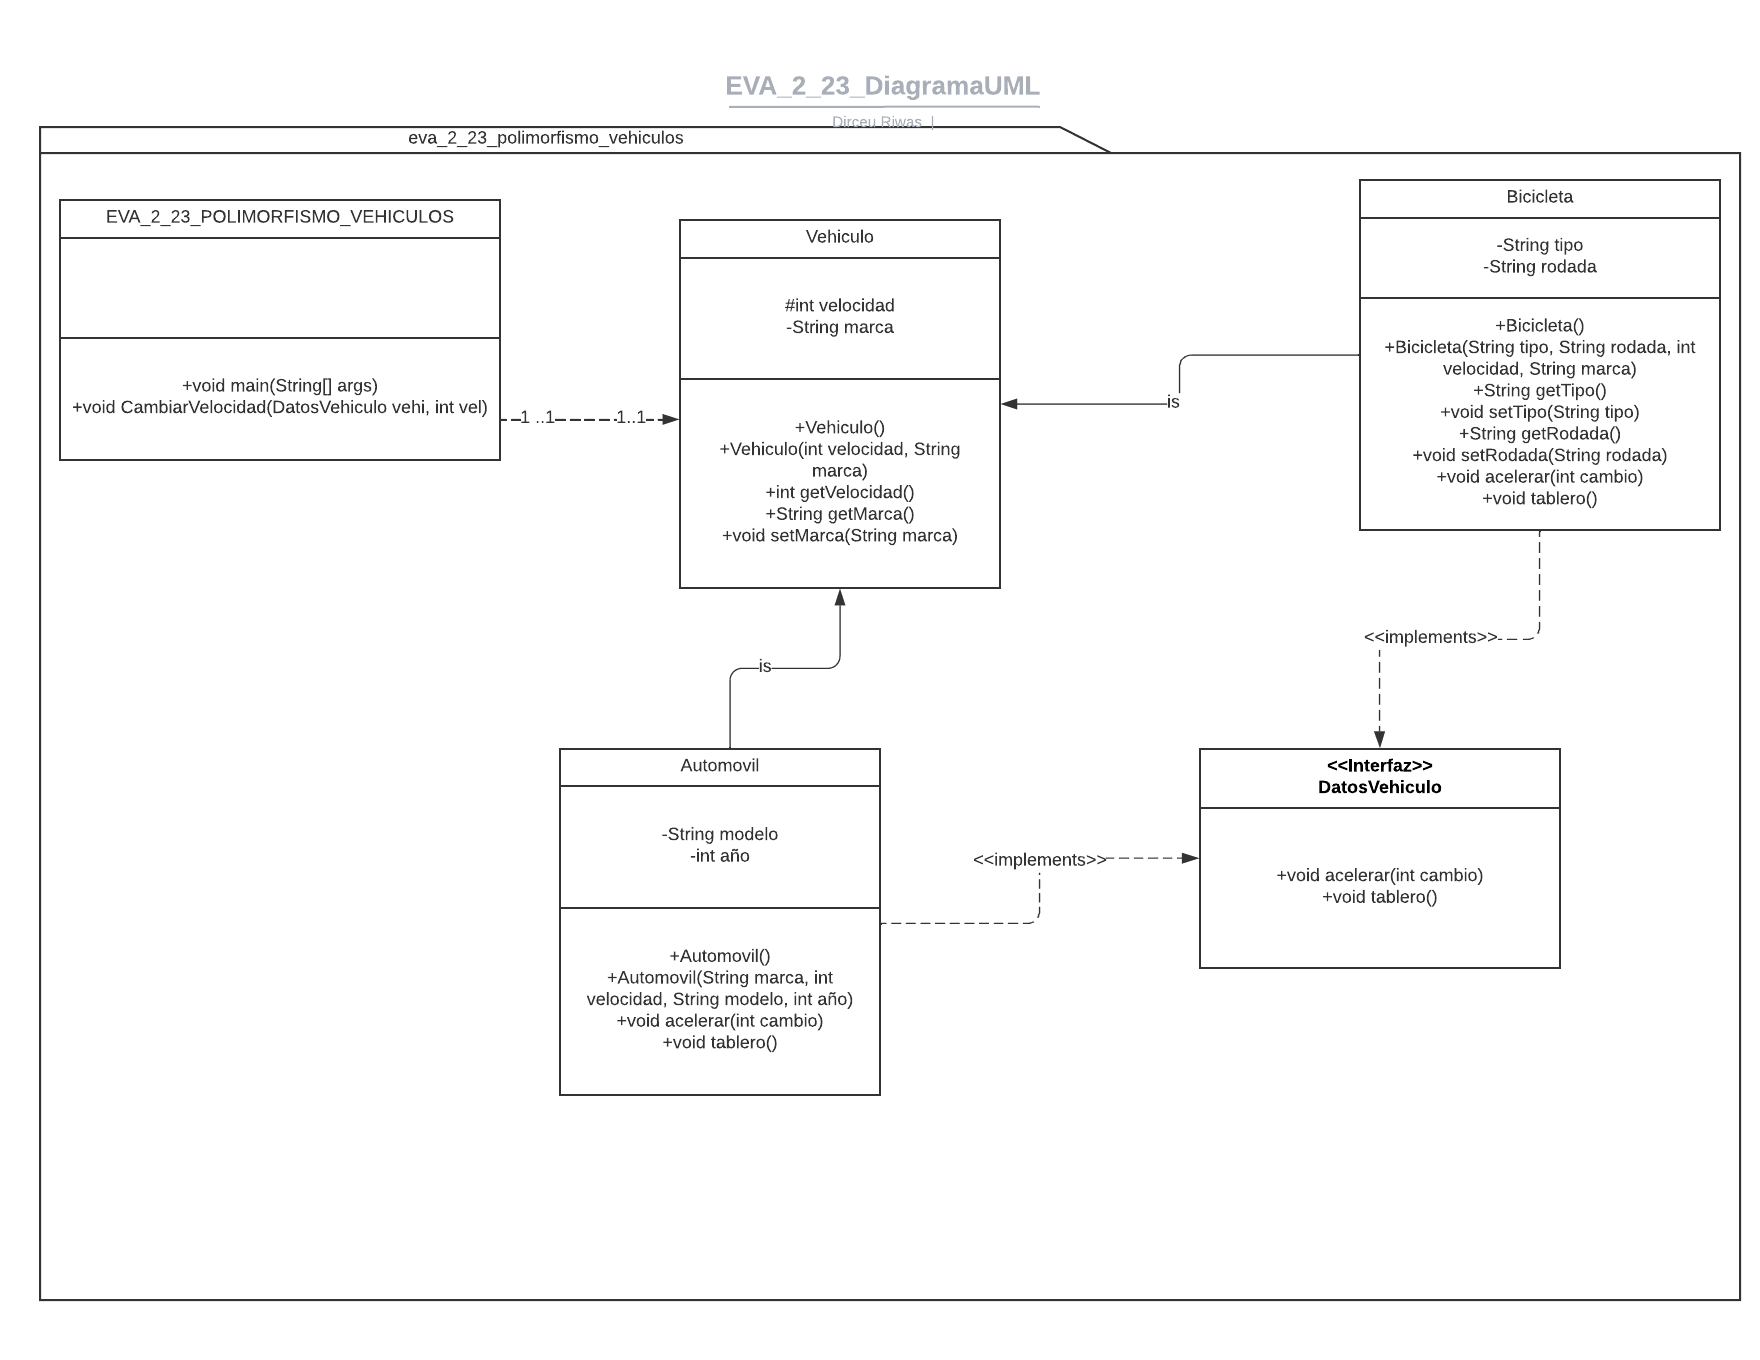 EVA_2_23_DiagramaUML
Dirceu Riwas |
eva_2_23_polimorfismo_vehiculos
EVA_2_23_POLIMORFISMO_VEHICULOS
+void main(String[] args)
+void CambiarVelocidad(DatosVehiculo vehi, int vel)
1 ..1
1..1
Vehiculo
#int velocidad
-String marca
+Vehiculo()
+Vehiculo(int velocidad, String
marca)
+int getVelocidad()
+String getMarca()
+void setMarca(String marca)
is
Bicicleta
-String tipo
-String rodada
+Bicicleta()
+Bicicleta(String tipo, String rodada, int
velocidad, String marca)
+String getTipo()
+void setTipo(String tipo)
+String getRodada()
+void setRodada(String rodada)
+void acelerar(int cambio)
+void tablero()
<<implements>>
is
Automovil
-String modelo
-int año
+Automovil()
+Automovil(String marca, int
velocidad, String modelo, int año)
+void acelerar(int cambio)
+void tablero()
<<implements>>
<<Interfaz>>
DatosVehiculo
+void acelerar(int cambio)
+void tablero()